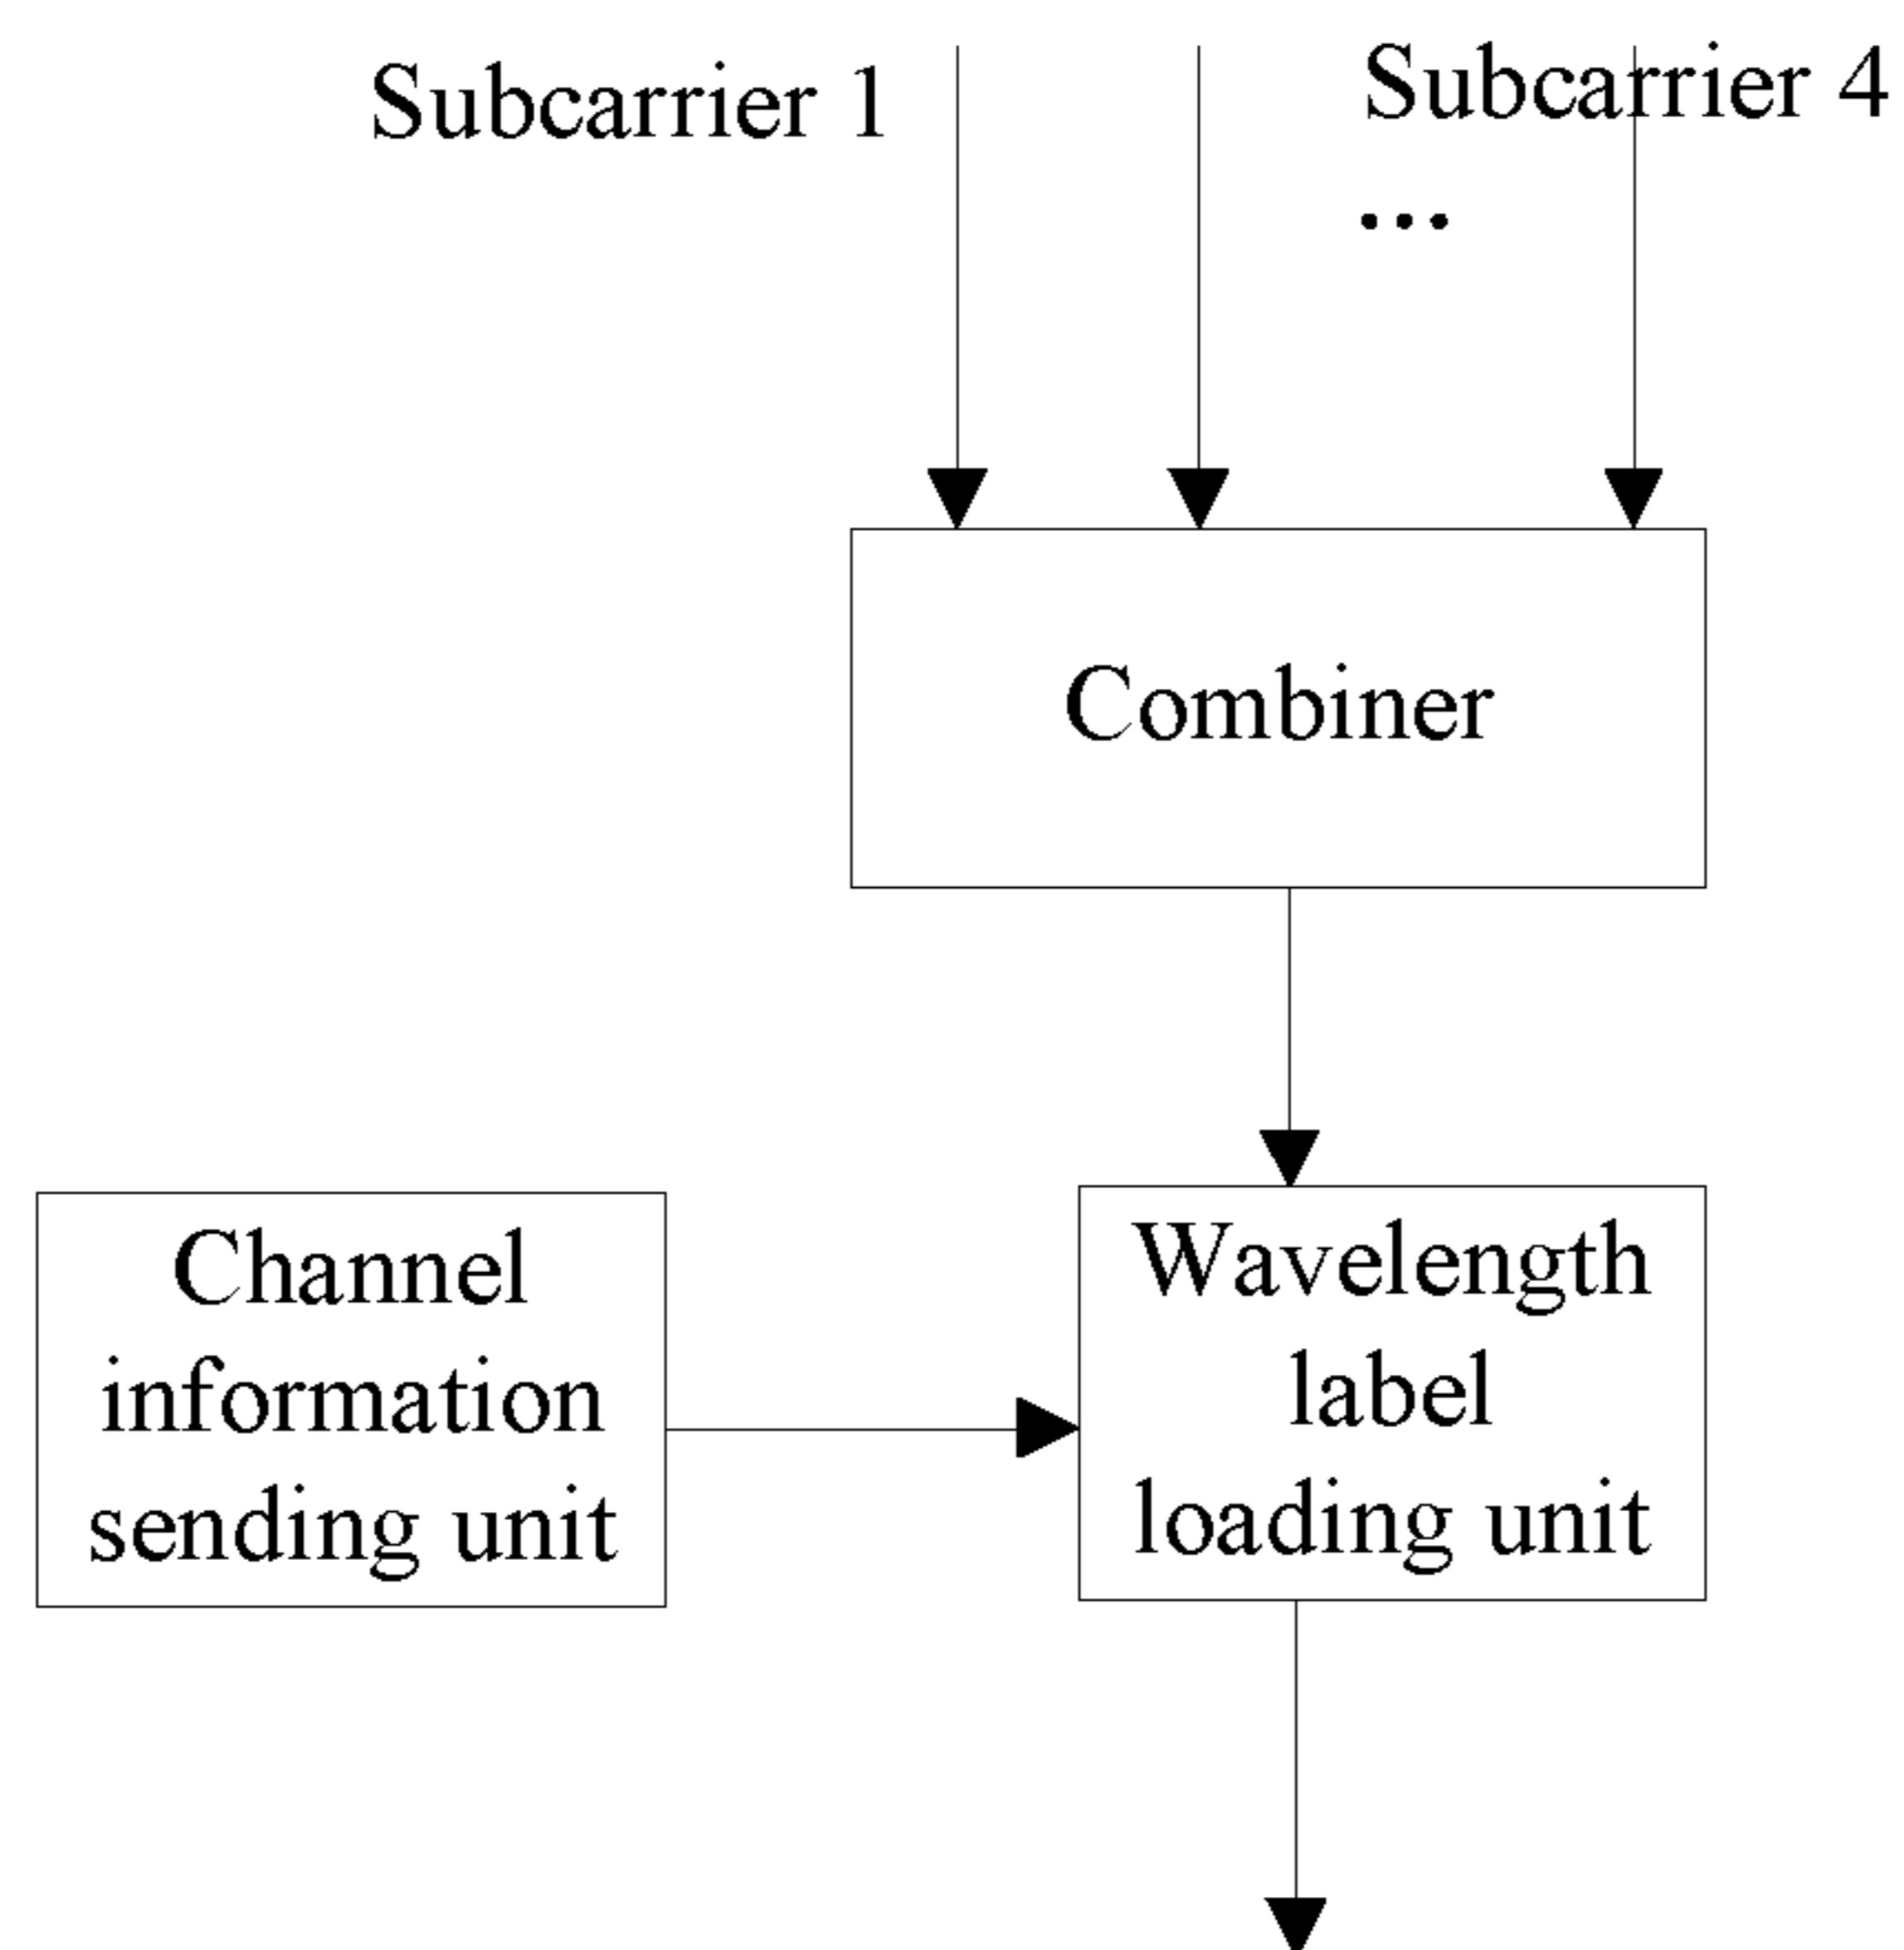 Subcarrier 1
Subcarrier 4
...
Combiner
Channel
information
sending unit
Wavelength
label
loading unit